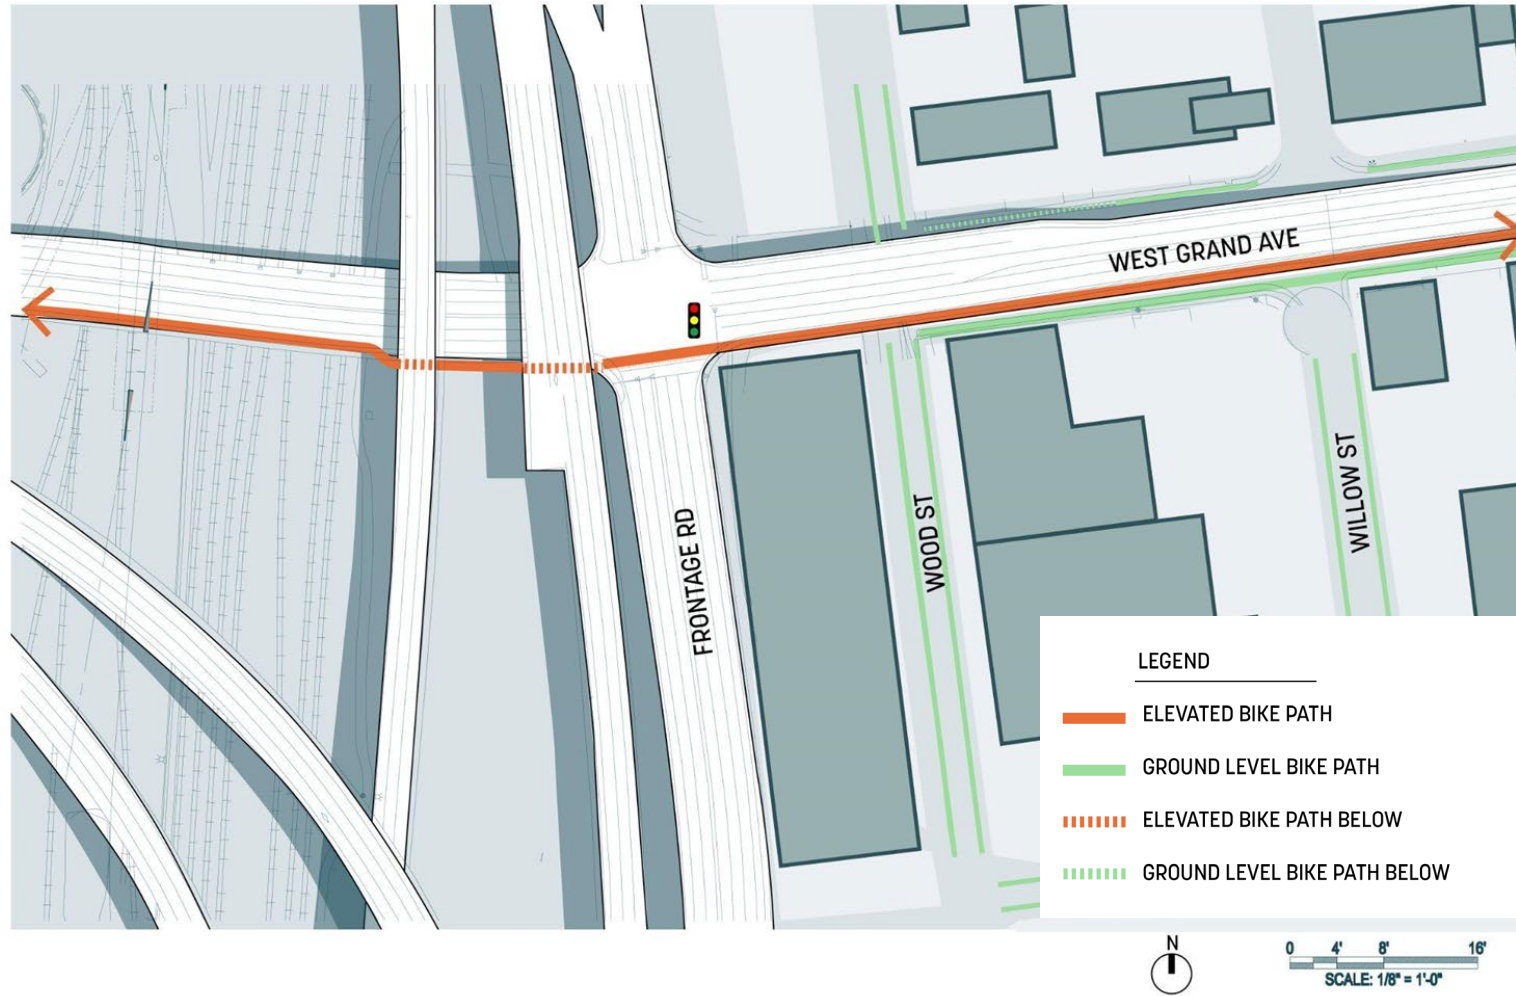 WEST GRAND AVE
FRONTAGE RD
WOOD ST
WILLOW ST
LEGEND
ELEVATED BIKE PATH
GROUND LEVEL BIKE PATH
ELEVATED BIKE PATH BELOW
GROUND LEVEL BIKE PATH BELOW
N
0 4' 8' 16'
SCALE: 1/8" = 1'-0"